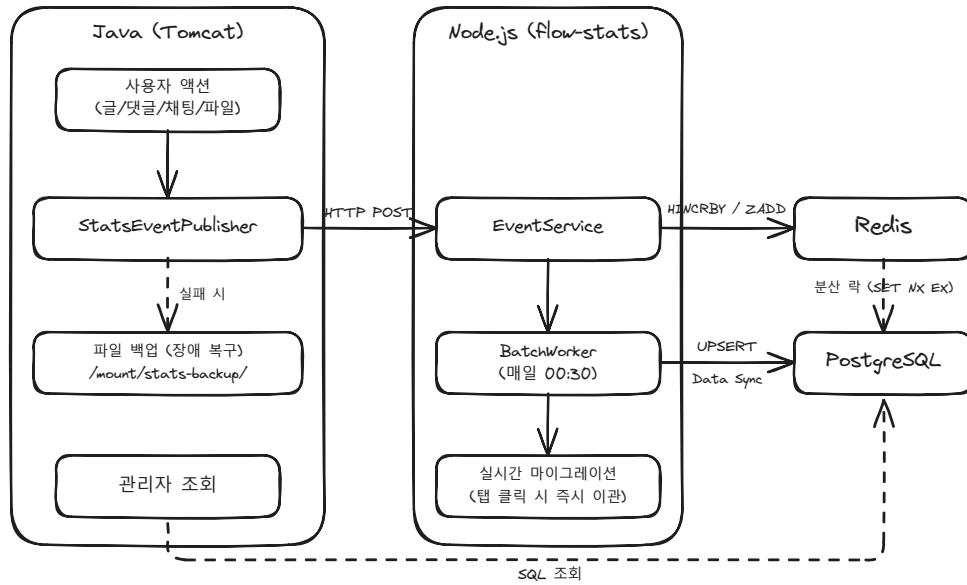 Java (Tomcat)
사용자 액션
(글/댓글/채팅/파일)
StatsEventPublisher
실패 시
파일 백업 (장애 복구)
/mount/stats-backup/
관리자 조회
HTTP POST
Node.js (flow-stats)
EventService
BatchWorker
(매일 00:30)
실시간 마이그레이션
(탭 클릭 시 즉시 이관)
HINCRBY / ZADD
Redis
분산 락 (SET NX EX)
UPSERT
Data Sync
PostgreSQL
SQL 조회